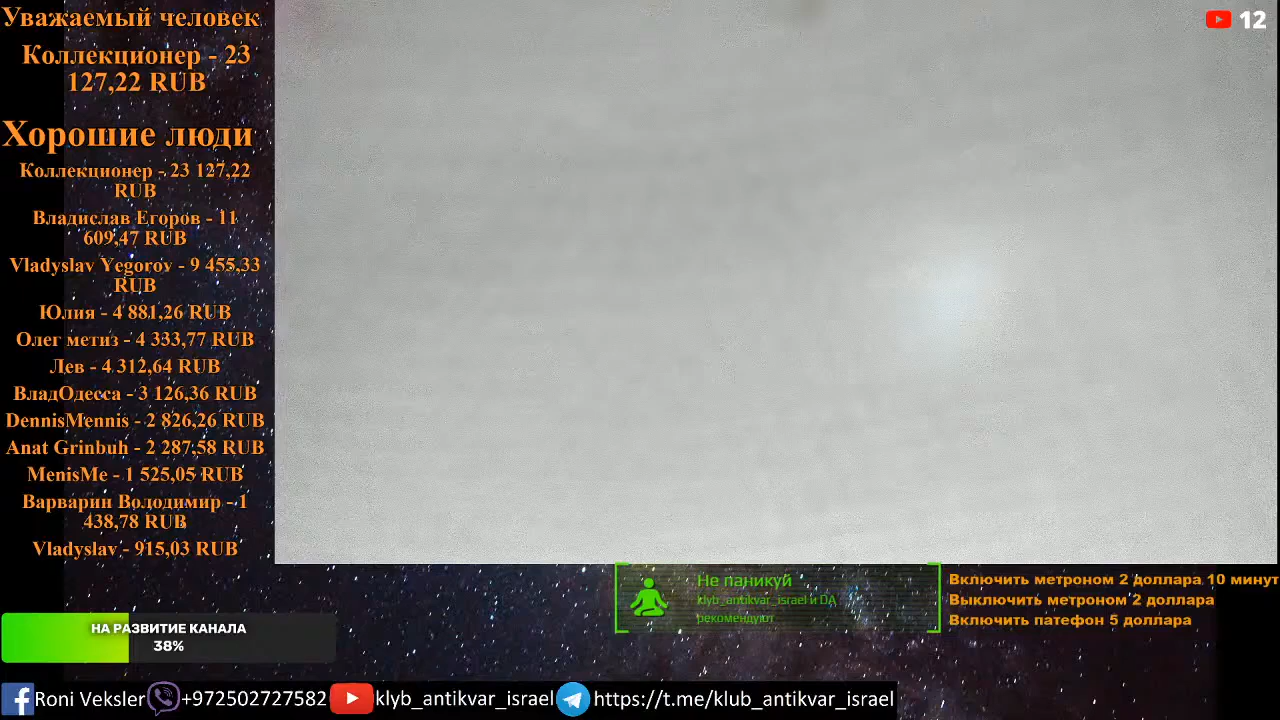 Уважаемый человек
Коллекционер - 23
127,22 RUB
Хорошие люди
Коллекционер - 23 127,22
RUB
Владислав Егоров - 11
609,47 RUB
Vladyslav Yegorov - 9 455,33
RUB
Юлия - 4 881,26 RUB
Олег метиз - 4 333,77 RUB
Лев - 4 312,64 RUB
ВладОдесса - 3 126,36 RUB
DennisMennis - 2 826,26 RUB
Anat Grinbuh - 2 287,58 RUB
MenisMe - 1 525,05 RUB
Варварин Володимир - 1
438,78 RUB
Vladyslav - 915,03 RUB
12
Не паникуй
klyb_antikvar_israel и DA
рекомендуют
Включить метроном 2 доллара 10 минут
Выключить метроном 2 доллара
Включить патефон 5 доллара
НА РАЗВИТИЕ КАНАЛА
38%
Roni Veksler +972502727582 klyb_antikvar_israel https://t.me/klub_antikvar_israel